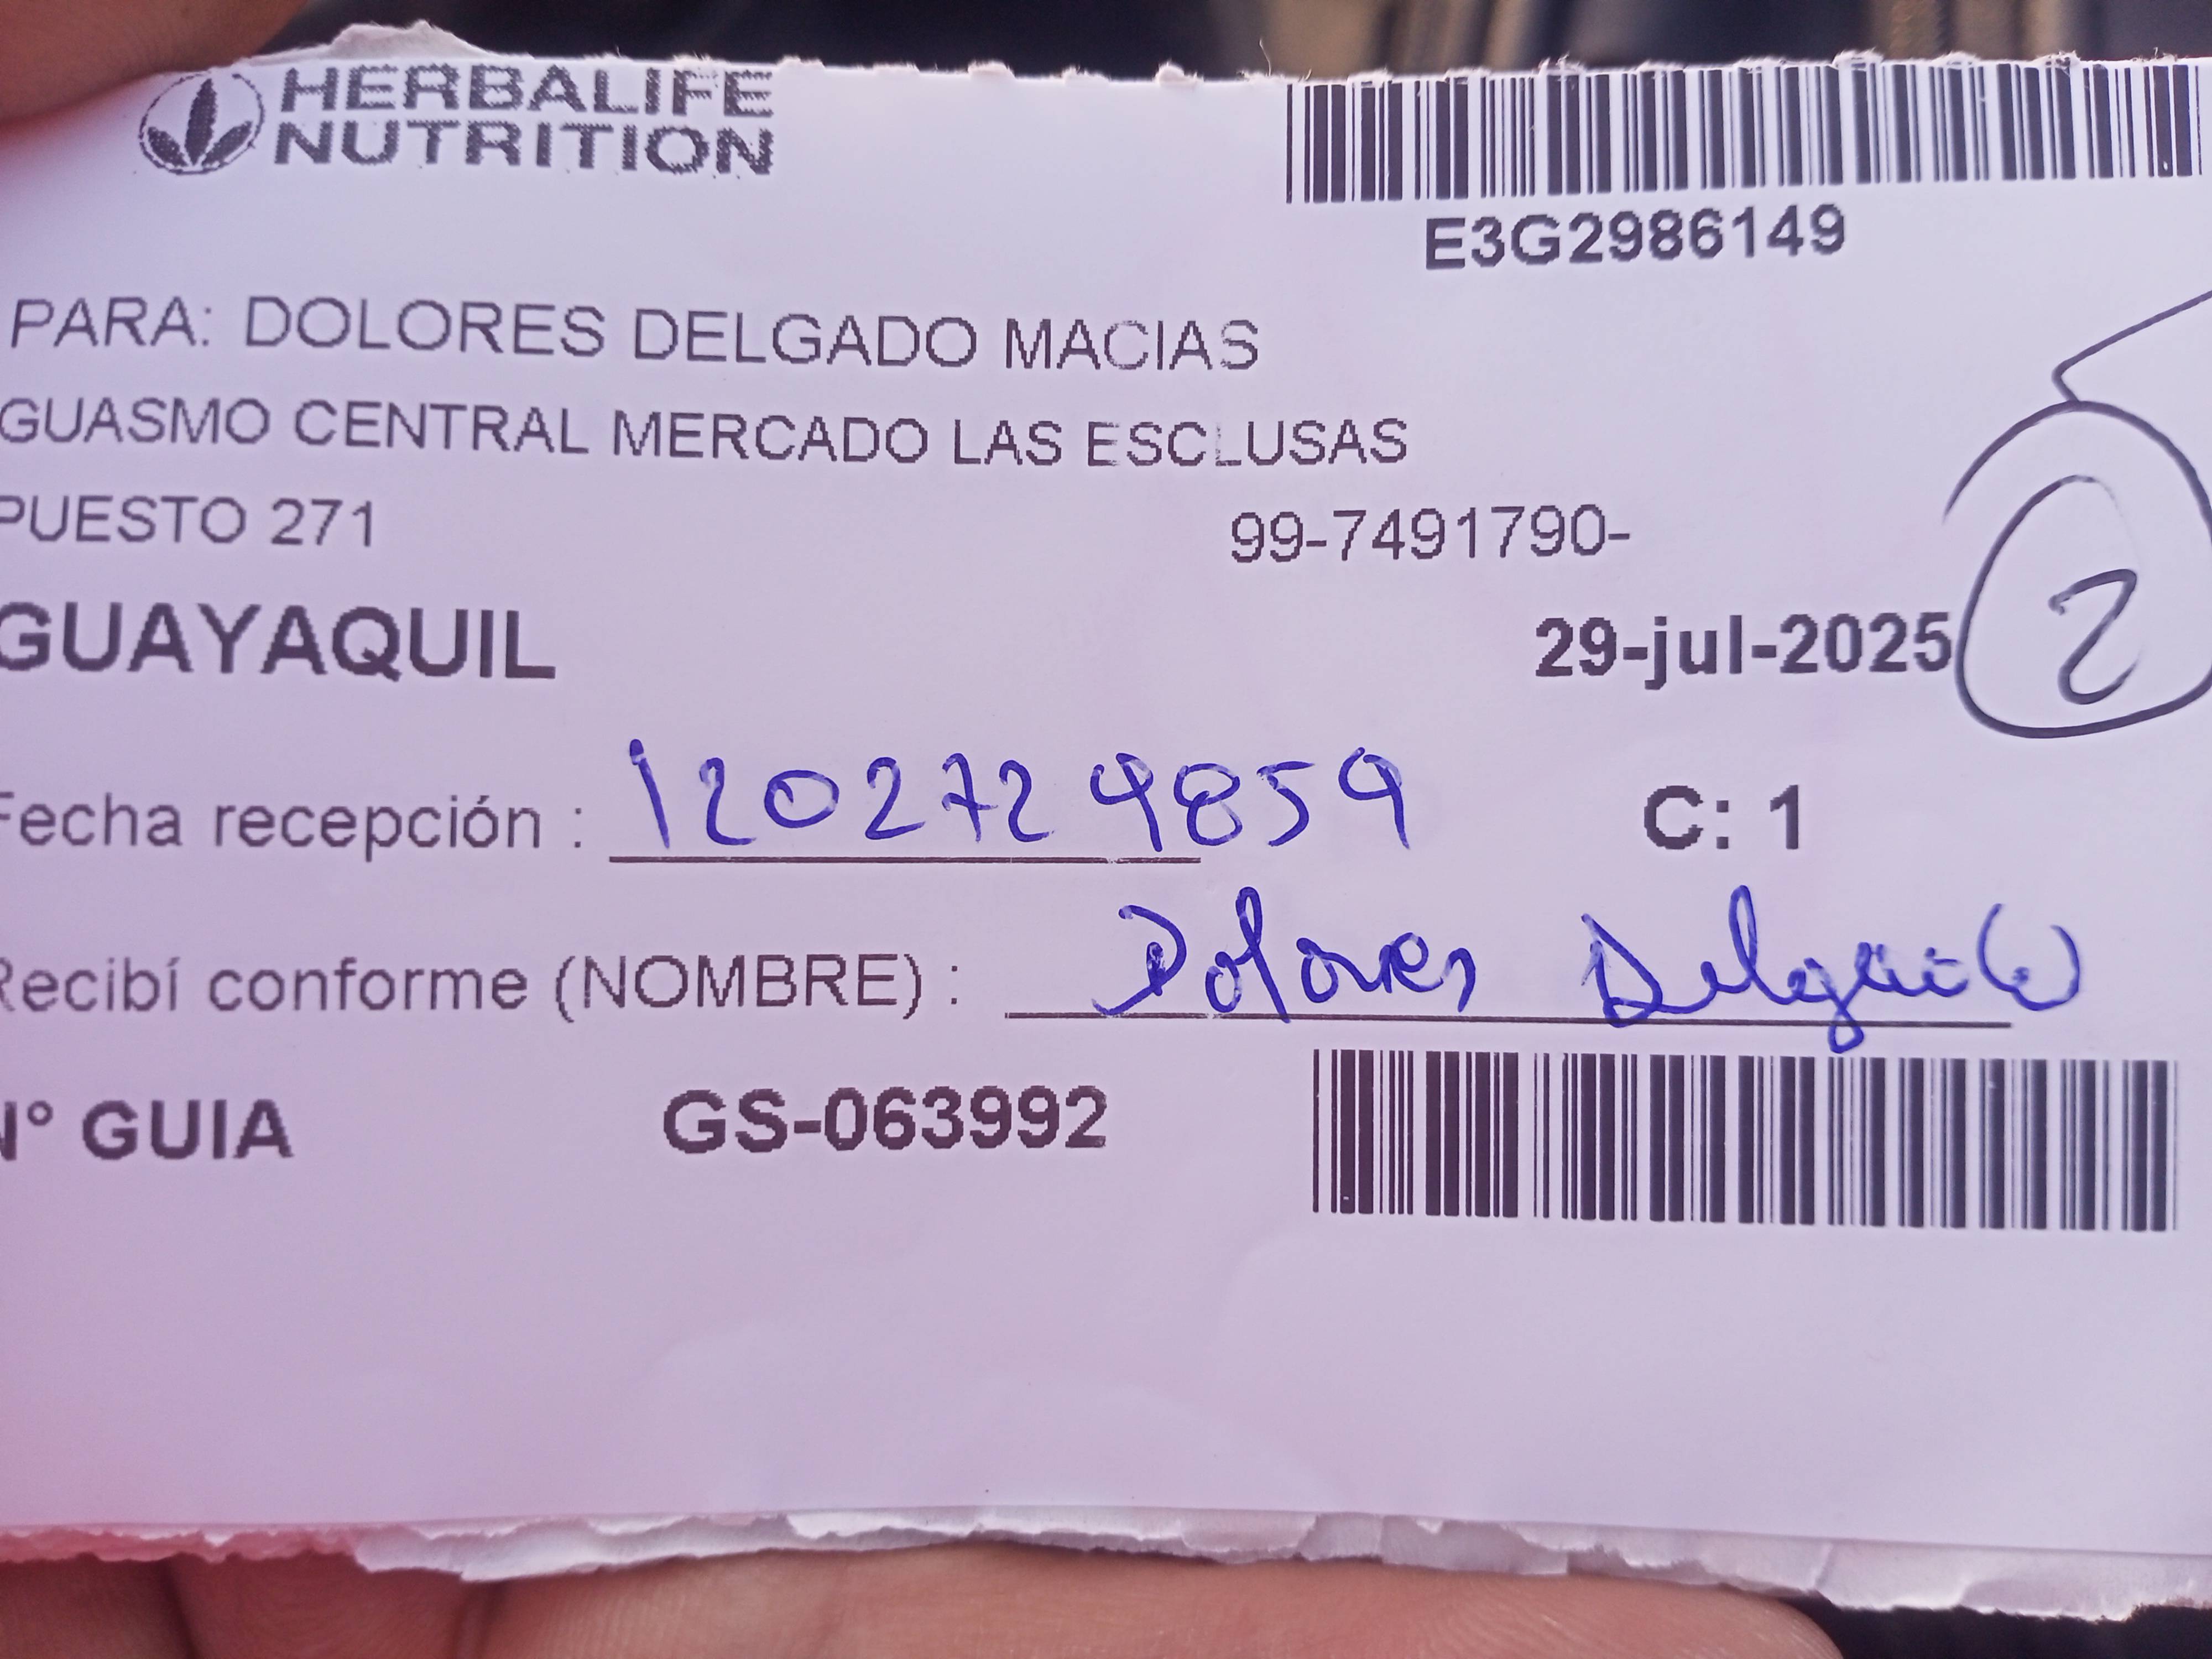 HERBALIFE
NUTRITION
E3G2986149
PARA: DOLORES DELGADO MACIAS
GUASMO CENTRAL MERCADO LAS ESCLUSAS
PUESTO 271 99-7491790-
GUAYAQUIL 29-jul-2025 2
Fecha recepción : 1202724859 C: 1
Recibí conforme (NOMBRE) : Dolores Delgado
N° GUIA GS-063992